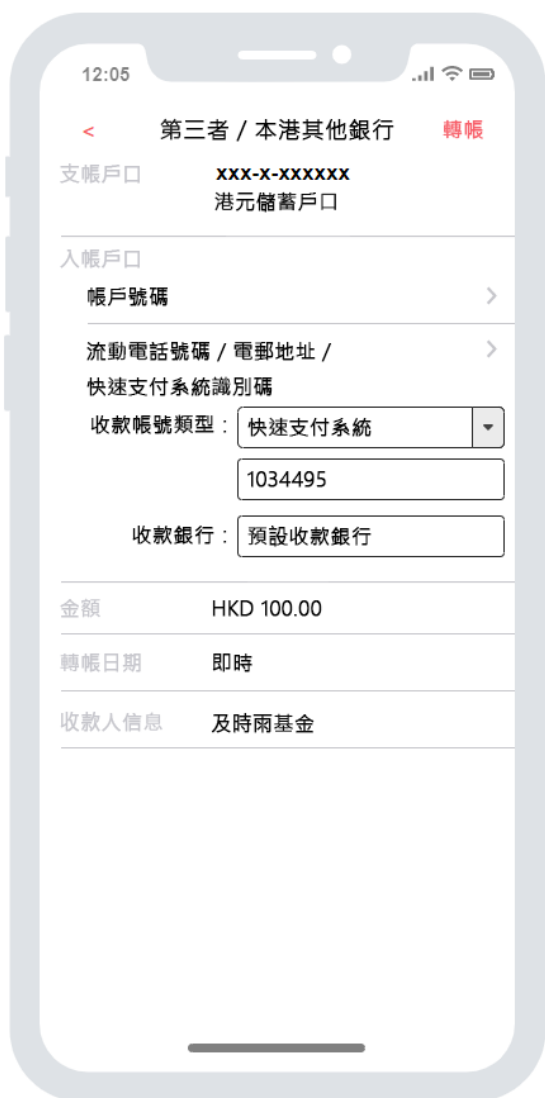 12:05
< 第三者 / 本港其他銀行 轉帳
支帳戶口 xxx-x-xxxxxx
港元儲蓄戶口
入帳戶口
帳戶號碼 >
流動電話號碼 / 電郵地址 / >
快速支付系統識別碼
收款帳號類型 : 快速支付系統
1034495
收款銀行 : 預設收款銀行
金額 HKD 100.00
轉帳日期 即時
收款人信息 及時雨基金